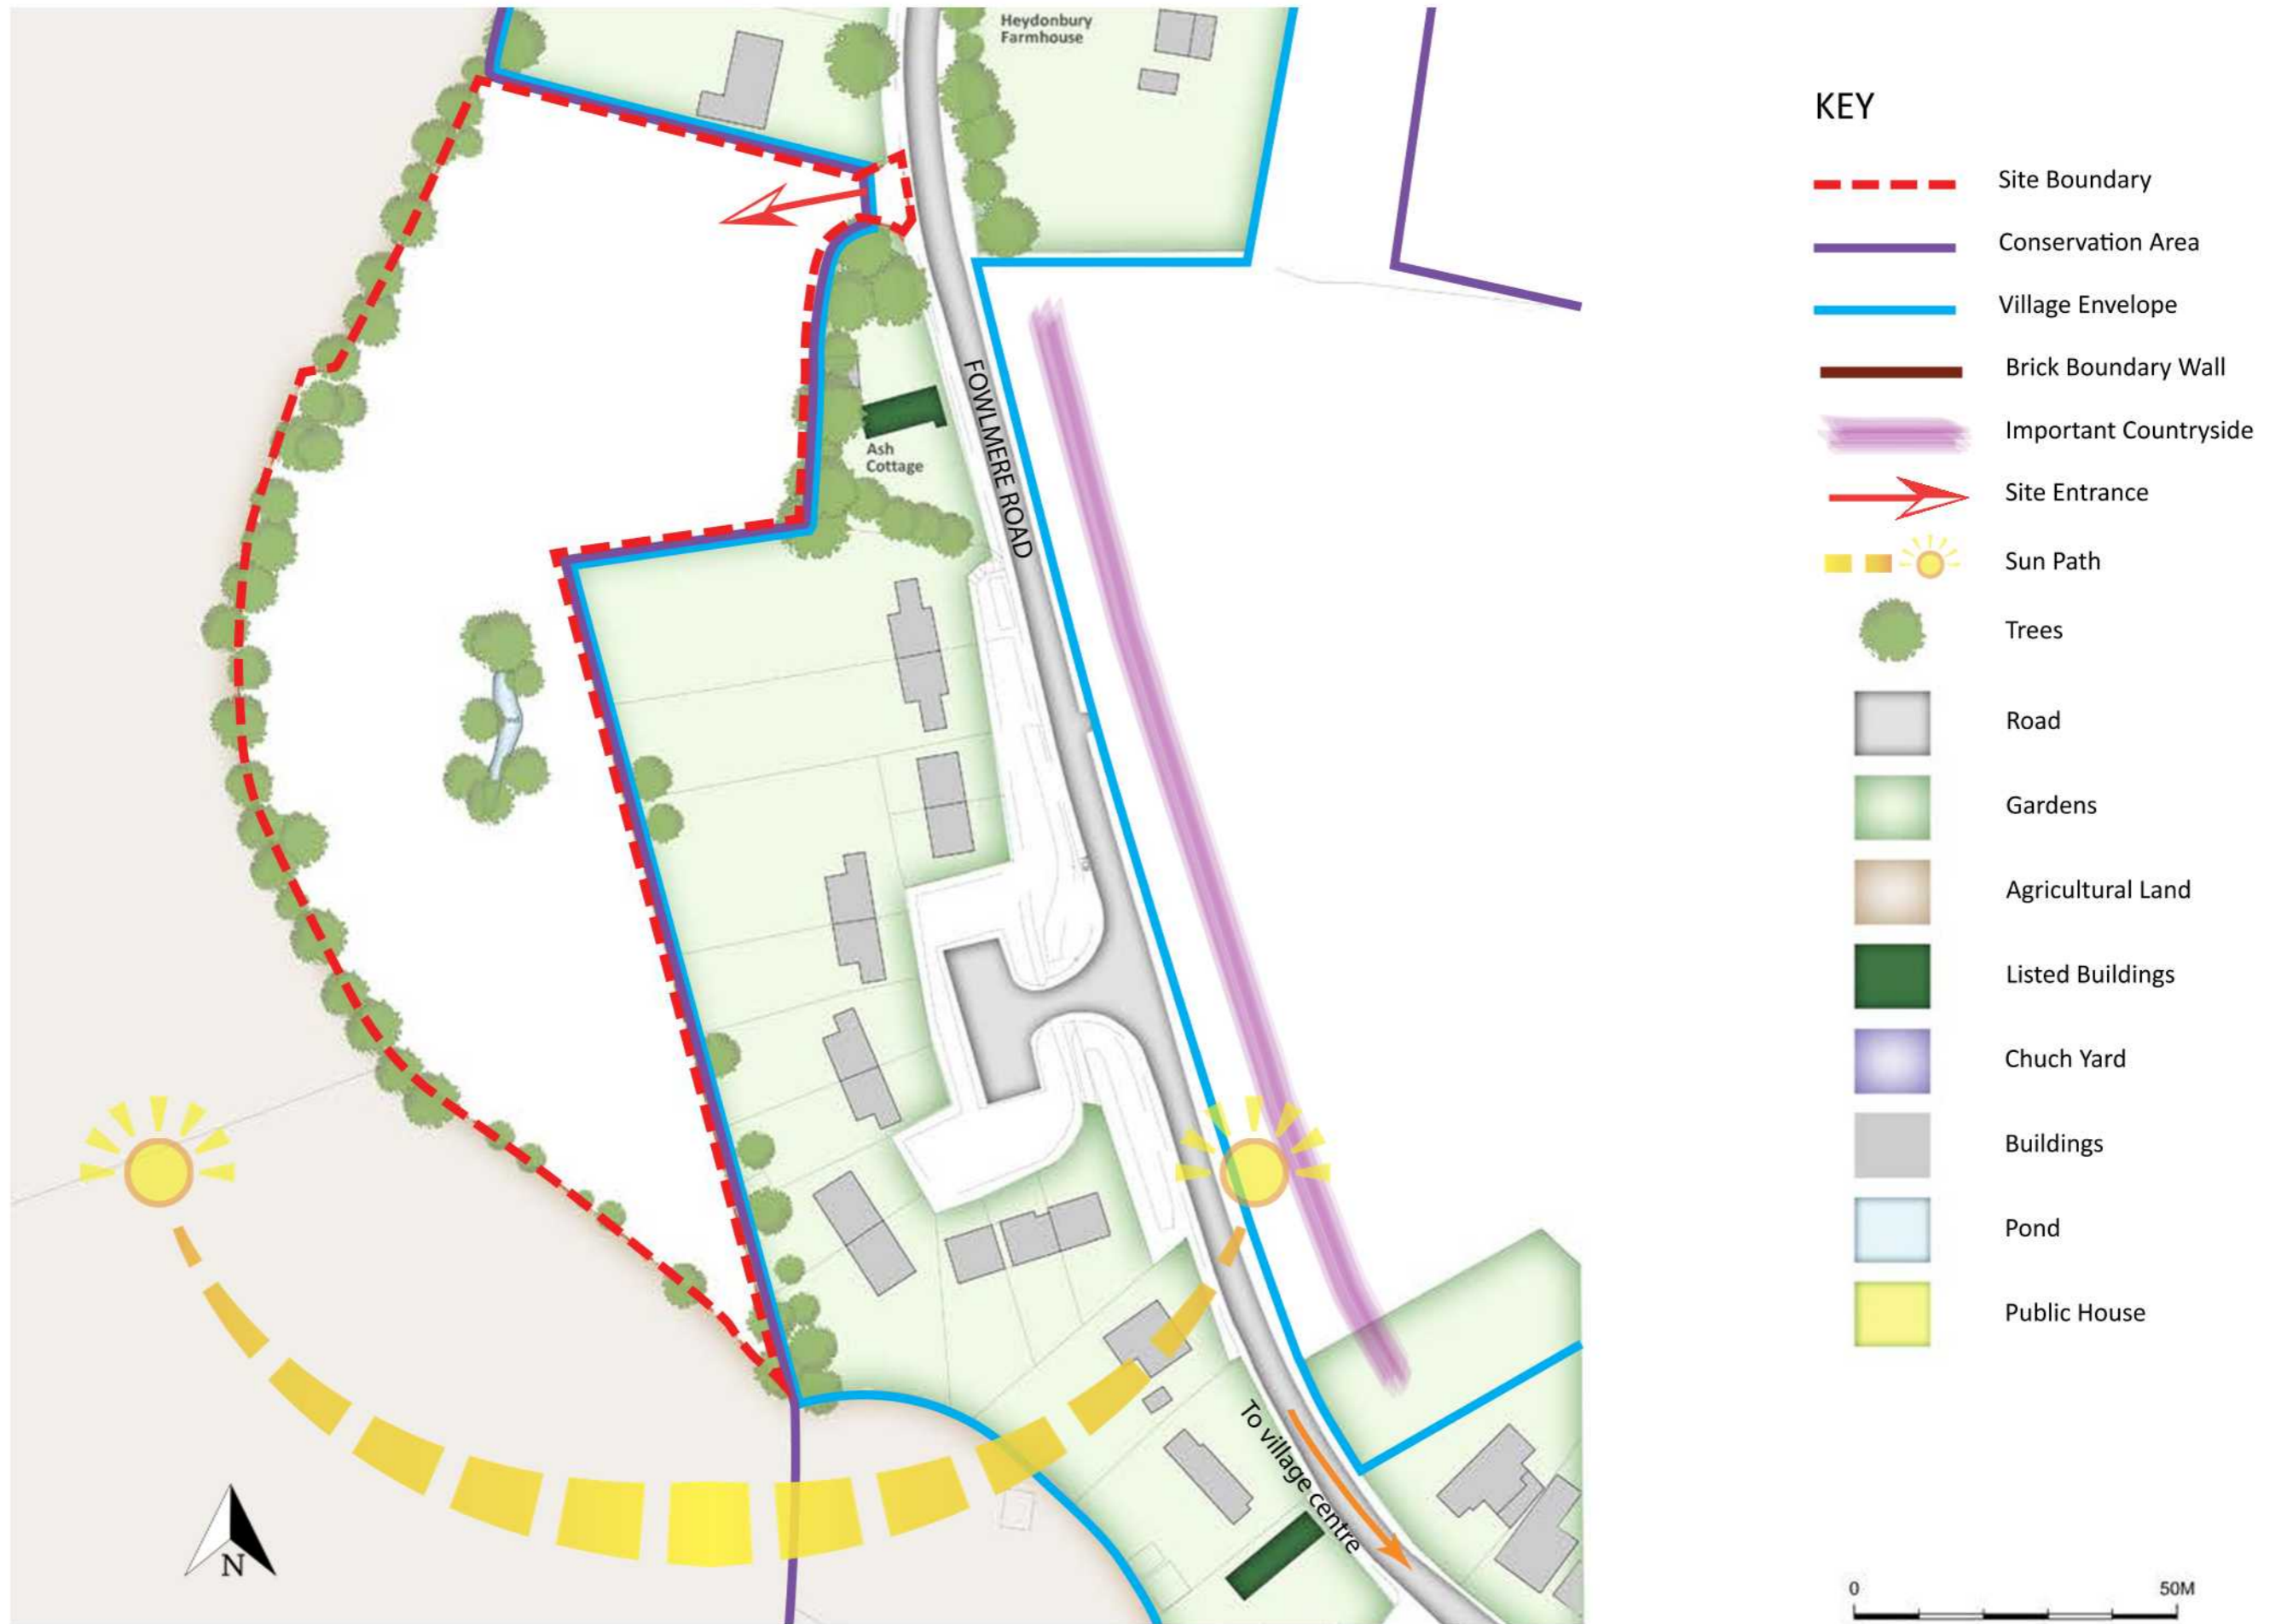 Heydonbury
Farmhouse
Ash
Cottage
FOWLMERE ROAD
To village centre
N
KEY
Site Boundary
Conservation Area
Village Envelope
Brick Boundary Wall
Important Countryside
Site Entrance
Sun Path
Trees
Road
Gardens
Agricultural Land
Listed Buildings
Chuch Yard
Buildings
Pond
Public House
0 50M